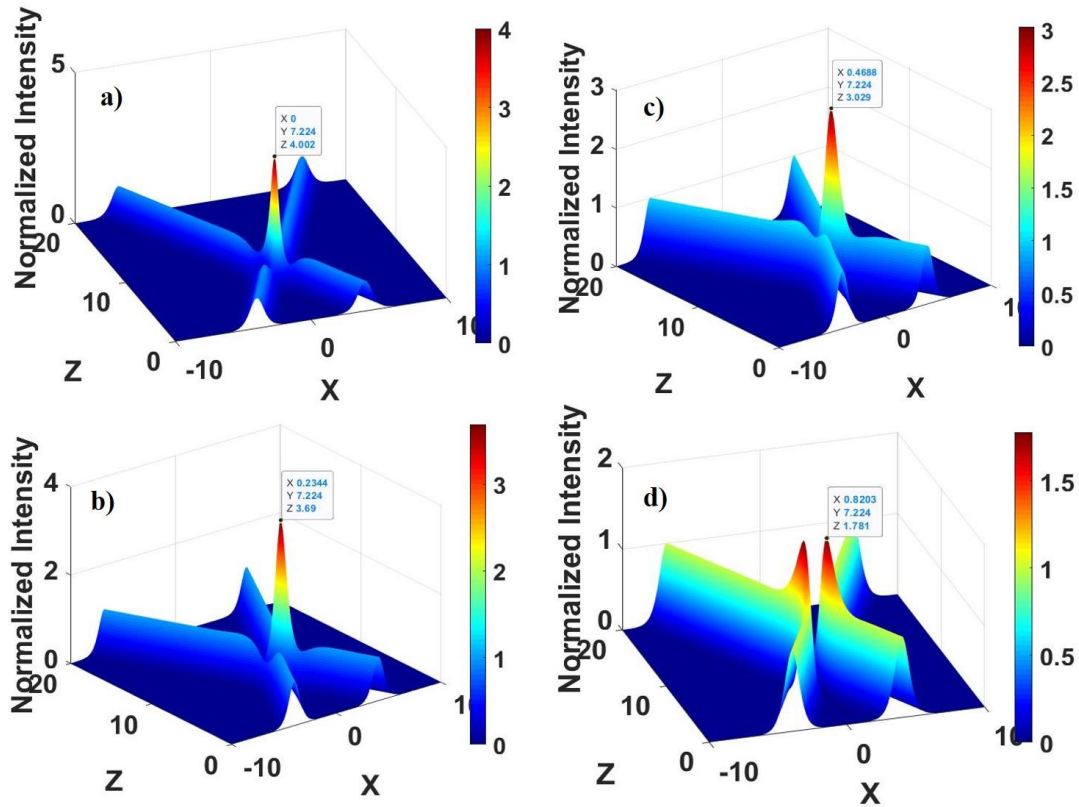 a)
Normalized Intensity
5
0
20
10
0
Z
-10
0
10
X
X 0
Y 7.224
Z 4.002
4
3
2
1
0
c)
Normalized Intensity
3
2
1
0
20
10
0
Z
-10
0
10
X
X 0.4688
Y 7.224
Z 3.029
3
2.5
2
1.5
1
0.5
0
b)
Normalized Intensity
4
2
0
20
10
0
Z
-10
0
10
X
X 0.2344
Y 7.224
Z 3.69
3
2
1
0
d)
Normalized Intensity
2
1
0
20
10
0
Z
-10
0
10
X
X 0.8203
Y 7.224
Z 1.781
1.5
1
0.5
0